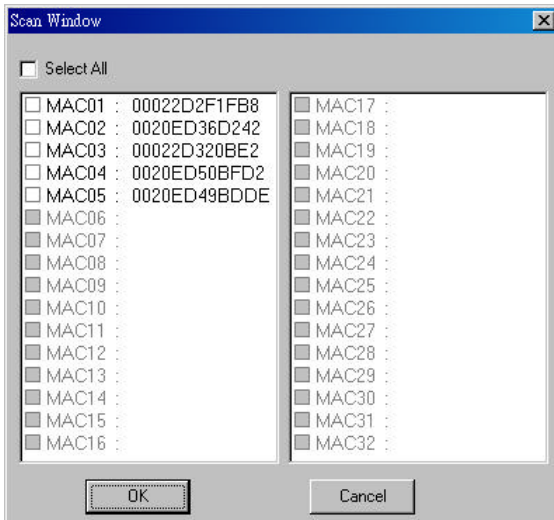 Scan Window
Select All
MAC01 : 00022D2F1FB8
MAC02 : 0020ED36D242
MAC03 : 00022D320BE2
MAC04 : 0020ED50BFD2
MAC05 : 0020ED49BDDE
MAC06 :
MAC07 :
MAC08 :
MAC09 :
MAC10 :
MAC11 :
MAC12 :
MAC13 :
MAC14 :
MAC15 :
MAC16 :
MAC17 :
MAC18 :
MAC19 :
MAC20 :
MAC21 :
MAC22 :
MAC23 :
MAC24 :
MAC25 :
MAC26 :
MAC27 :
MAC28 :
MAC29 :
MAC30 :
MAC31 :
MAC32 :
OK
Cancel